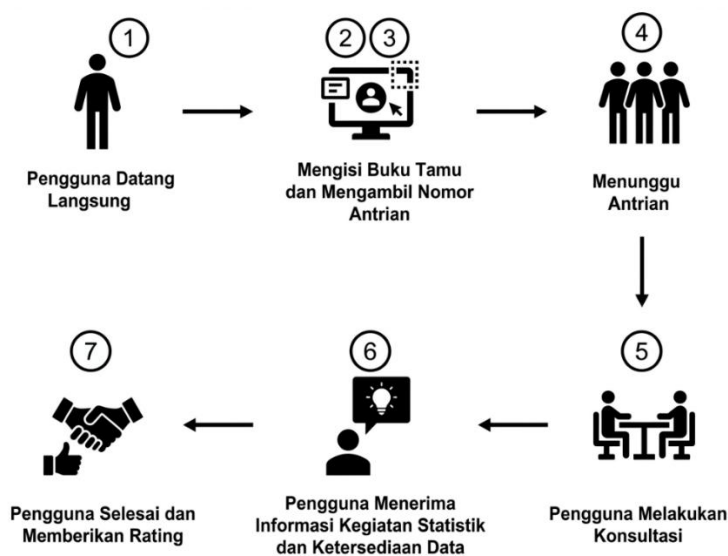 1
Pengguna Datang
Langsung
2 3
Mengisi Buku Tamu
dan Mengambil Nomor
Antrian
4
Menunggu
Antrian
5
Pengguna Melakukan
Konsultasi
6
Pengguna Menerima
Informasi Kegiatan Statistik
dan Ketersediaan Data
7
Pengguna Selesai dan
Memberikan Rating